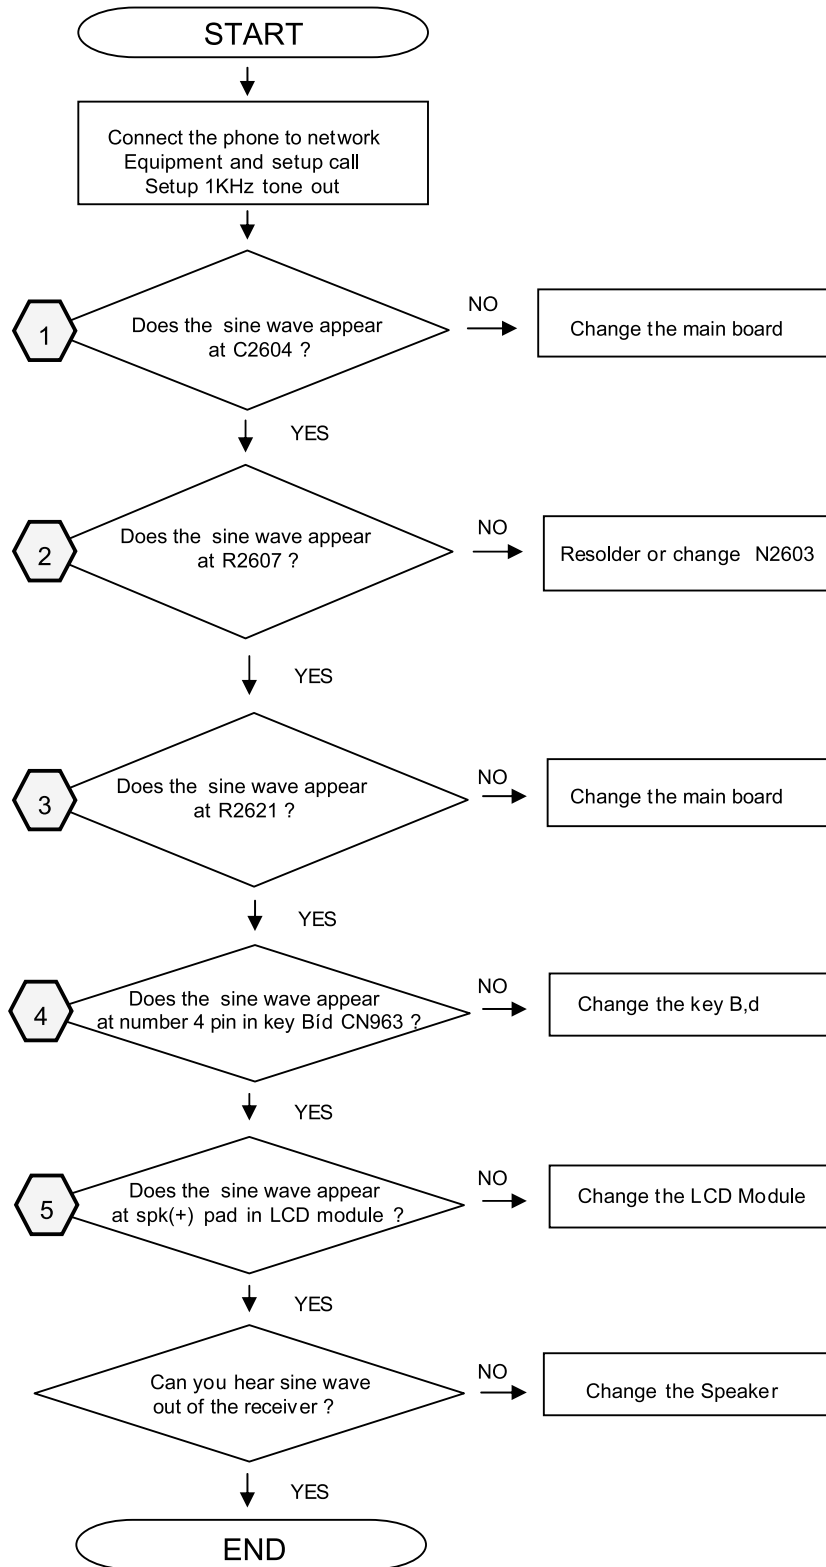 START
Connect the phone to network
Equipment and setup call
Setup 1KHz tone out
1
Does the sine wave appear
at C2604 ?
NO
Change the main board
YES
2
Does the sine wave appear
at R2607 ?
NO
Resolder or change N2603
YES
3
Does the sine wave appear
at R2621 ?
NO
Change the main board
YES
4
Does the sine wave appear
at number 4 pin in key Bíd CN963 ?
NO
Change the key B,d
YES
5
Does the sine wave appear
at spk(+) pad in LCD module ?
NO
Change the LCD Module
YES
Can you hear sine wave
out of the receiver ?
NO
Change the Speaker
YES
END